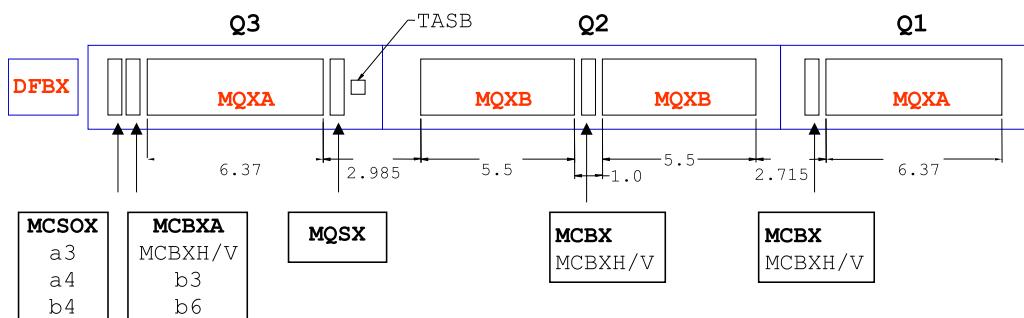 Q3 TASB Q2 Q1
DFBX MQXA MQXB MQXB MQXA
6.37 2.985 5.5 1.0 5.5 2.715 6.37
MCSOX
a3
a4
b4
MCBXA
MCBXH/V
b3
b6
MQSX
MCBX
MCBXH/V
MCBX
MCBXH/V